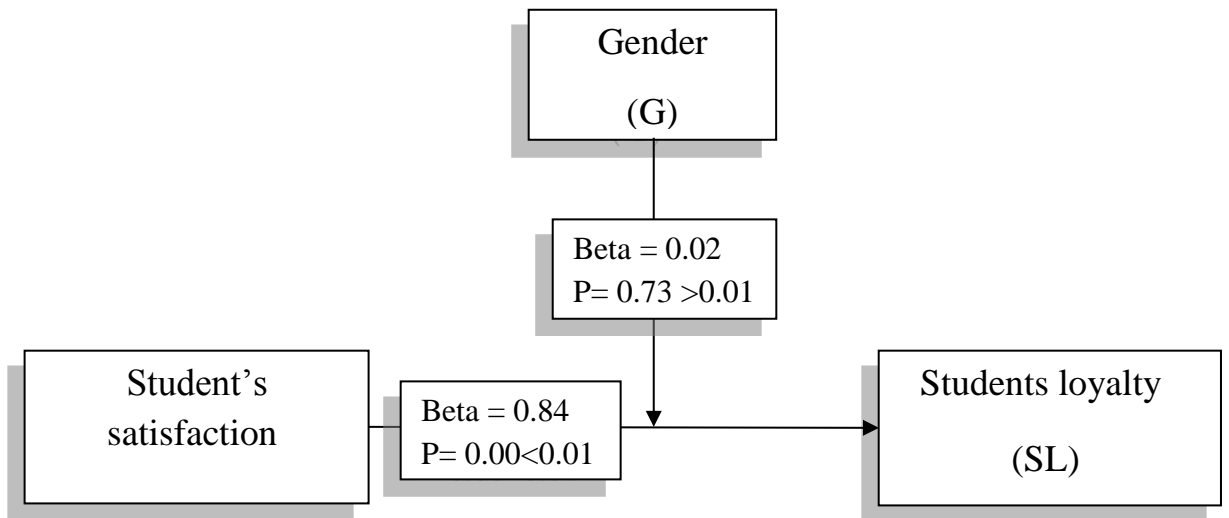 Gender
(G)
Beta = 0.02
P= 0.73 >0.01
Student’s
satisfaction
Beta = 0.84
P= 0.00<0.01
Students loyalty
(SL)